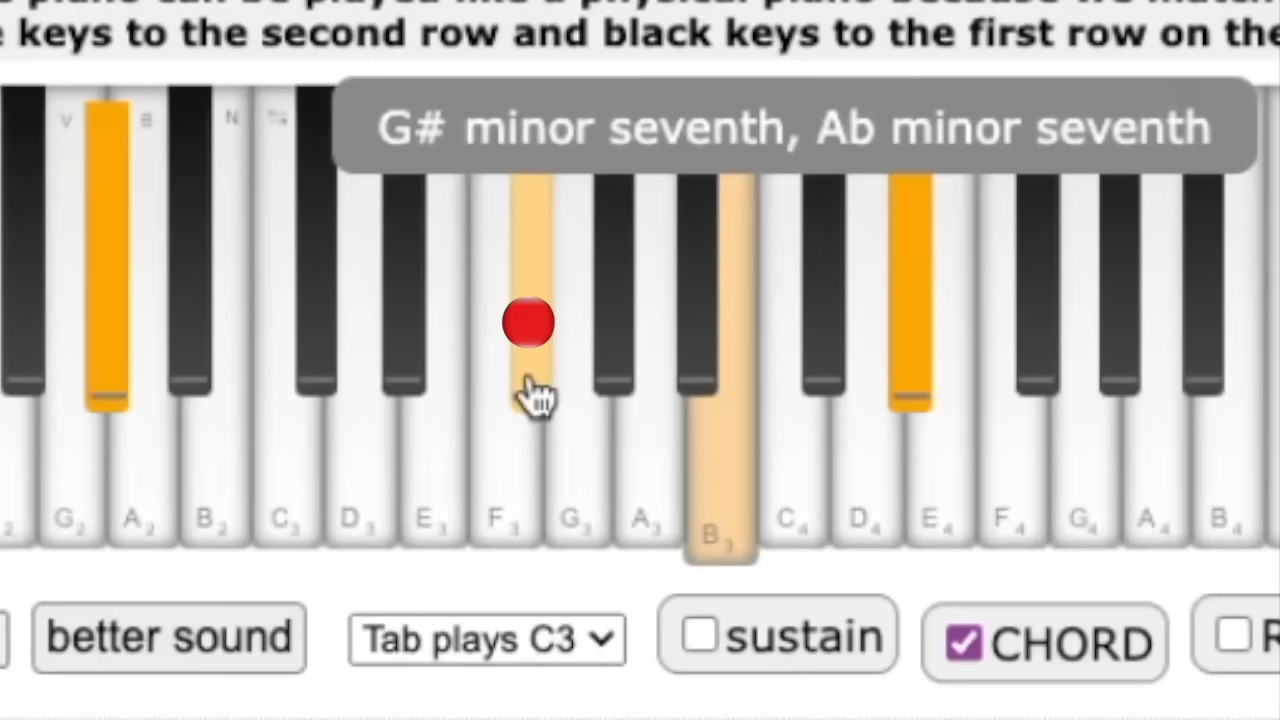 keys to the second row and black keys to the first row on the
V B N
G# minor seventh, Ab minor seventh
G2 A2 B2 C3 D3 E3 F3 G3 A3 B3 C4 D4 E4 F4 G4 A4 B4
better sound
Tab plays C3
sustain
CHORD
R